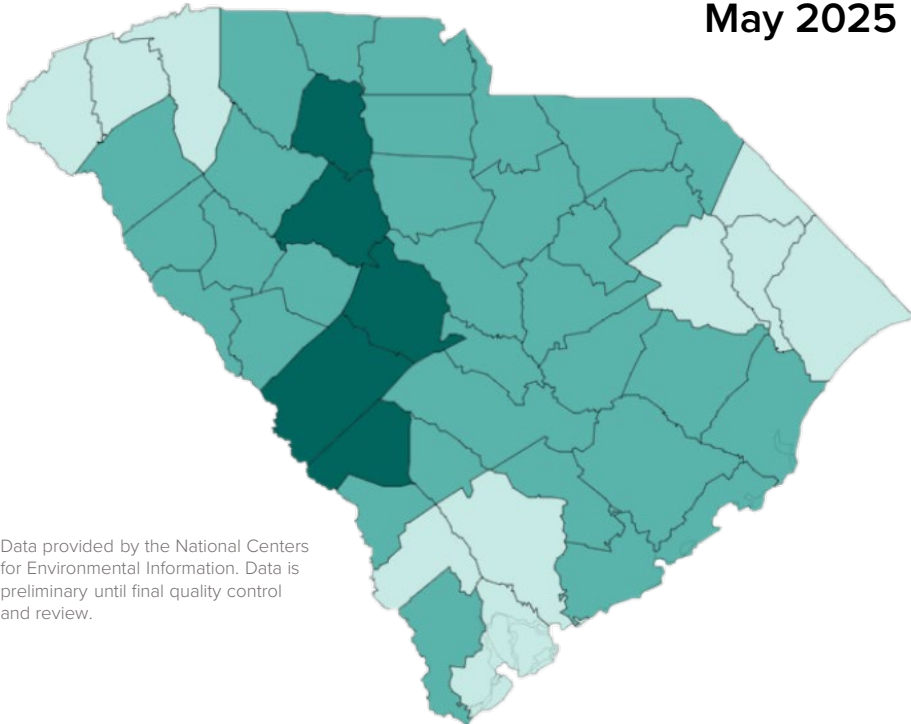 May 2025
Data provided by the National Centers
for Environmental Information. Data is
preliminary until final quality control
and review.